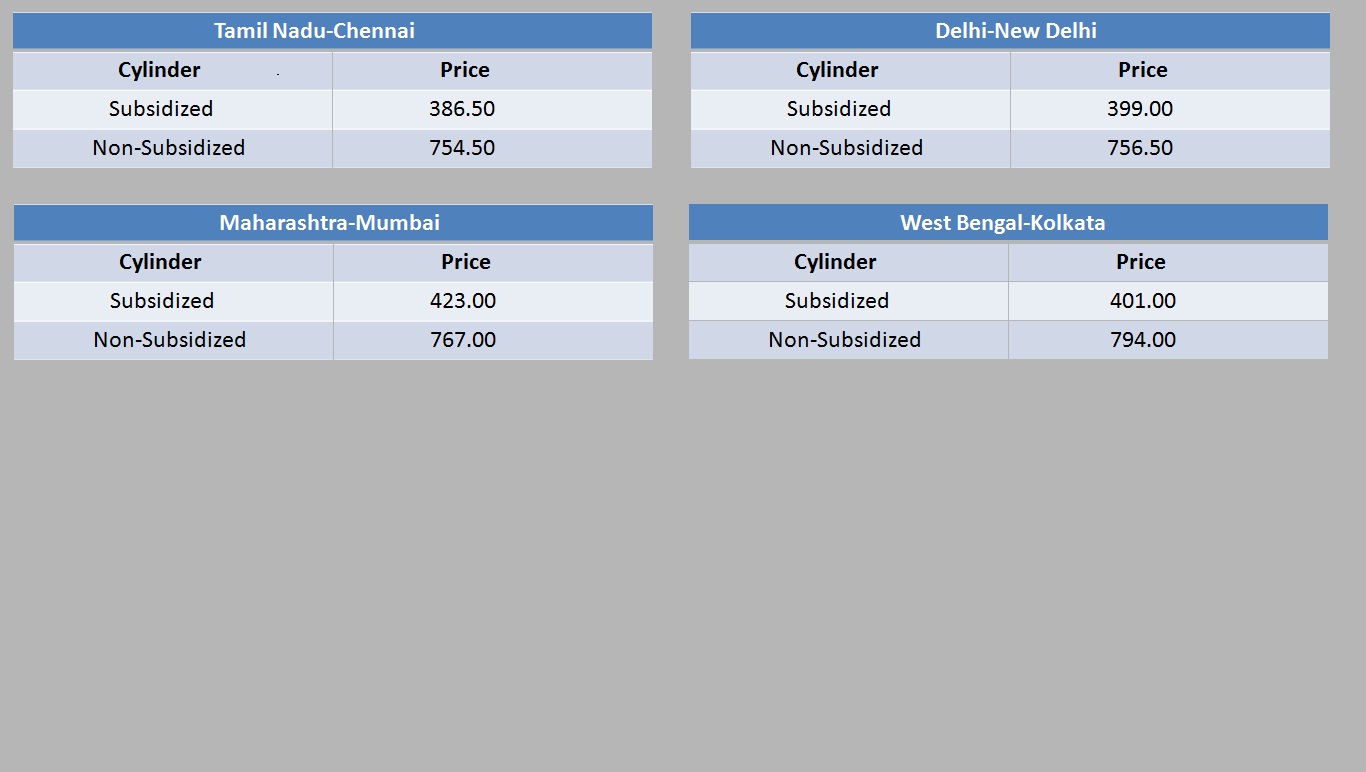 Tamil Nadu-Chennai
Cylinder Price
Subsidized 386.50
Non-Subsidized 754.50
Delhi-New Delhi
Cylinder Price
Subsidized 399.00
Non-Subsidized 756.50
Maharashtra-Mumbai
Cylinder Price
Subsidized 423.00
Non-Subsidized 767.00
West Bengal-Kolkata
Cylinder Price
Subsidized 401.00
Non-Subsidized 794.00